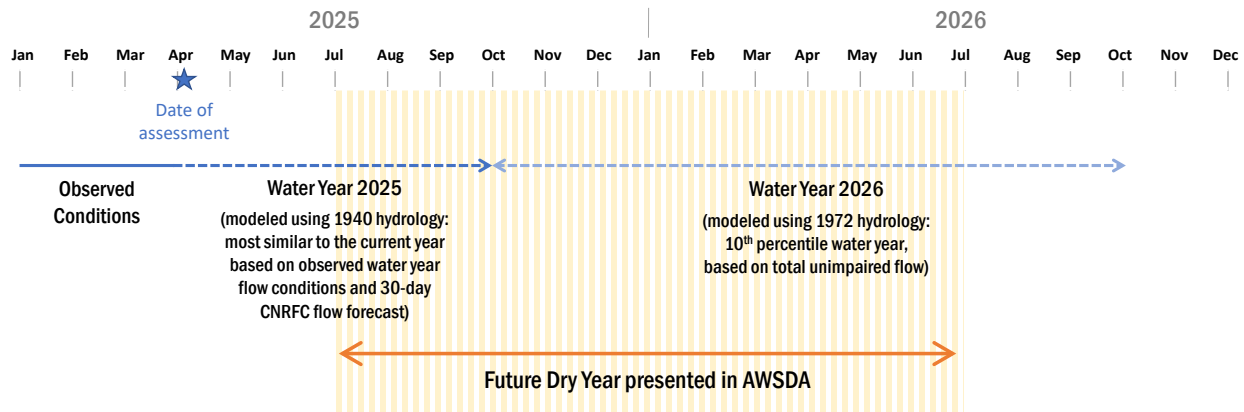 2025 2026
Jan Feb Mar Apr May Jun Jul Aug Sep Oct Nov Dec Jan Feb Mar Apr May Jun Jul Aug Sep Oct Nov Dec
Date of
assessment
Observed
Conditions
Water Year 2025
(modeled using 1940 hydrology:
most similar to the current year
based on observed water year
flow conditions and 30-day
CNRFC flow forecast)
Water Year 2026
(modeled using 1972 hydrology:
10th percentile water year,
based on total unimpaired flow)
Future Dry Year presented in AWSDA